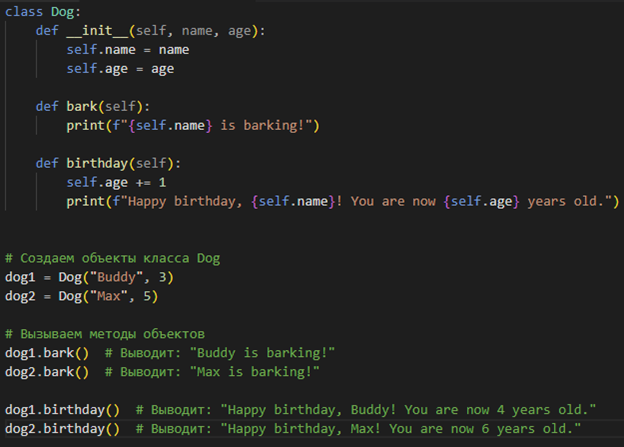 class Dog:
    def __init__(self, name, age):
        self.name = name
        self.age = age

    def bark(self):
        print(f"{self.name} is barking!")

    def birthday(self):
        self.age += 1
        print(f"Happy birthday, {self.name}! You are now {self.age} years old.")


# Создаем объекты класса Dog
dog1 = Dog("Buddy", 3)
dog2 = Dog("Max", 5)

# Вызываем методы объектов
dog1.bark()  # Выводит: "Buddy is barking!"
dog2.bark()  # Выводит: "Max is barking!"

dog1.birthday()  # Выводит: "Happy birthday, Buddy! You are now 4 years old."
dog2.birthday()  # Выводит: "Happy birthday, Max! You are now 6 years old."